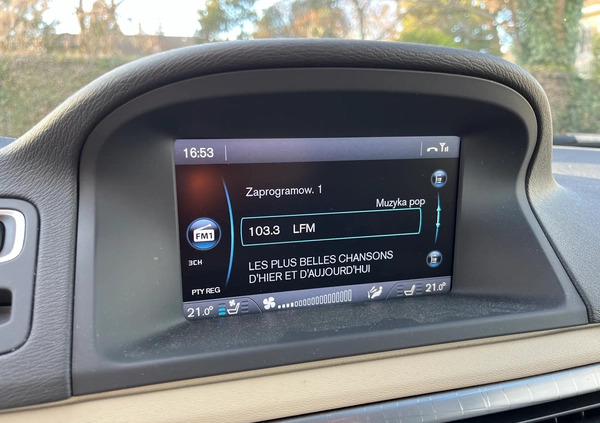 16:53
Zaprogramow. 1
Muzyka pop
FM1
103.3 LFM
3CH
LES PLUS BELLES CHANSONS
D'HIER ET D'AUJOURD'HUI
PTY REG
21.0° 21.0°